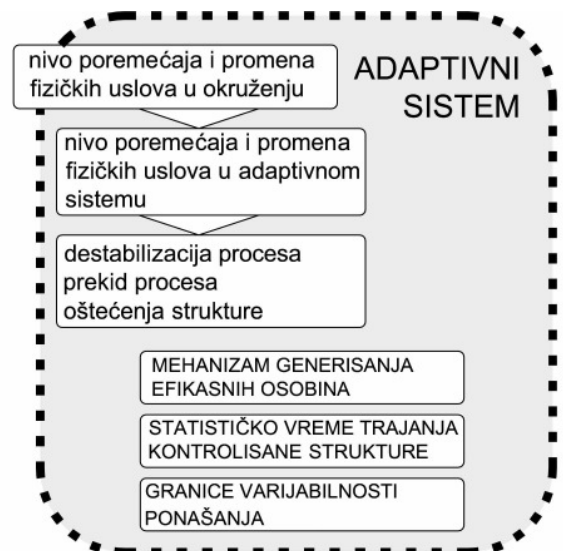 nivo poremećaja i promena
fizičkih uslova u okruženju
ADAPTIVNI
SISTEM
nivo poremećaja i promena
fizičkih uslova u adaptivnom
sistemu
destabilizacija procesa
prekid procesa
oštećenja strukture
MEHANIZAM GENERISANJA
EFIKASNIH OSOBINA
STATISTIČKO VREME TRAJANJA
KONTROLISANE STRUKTURE
GRANICE VARIJABILNOSTI
PONAŠANJA